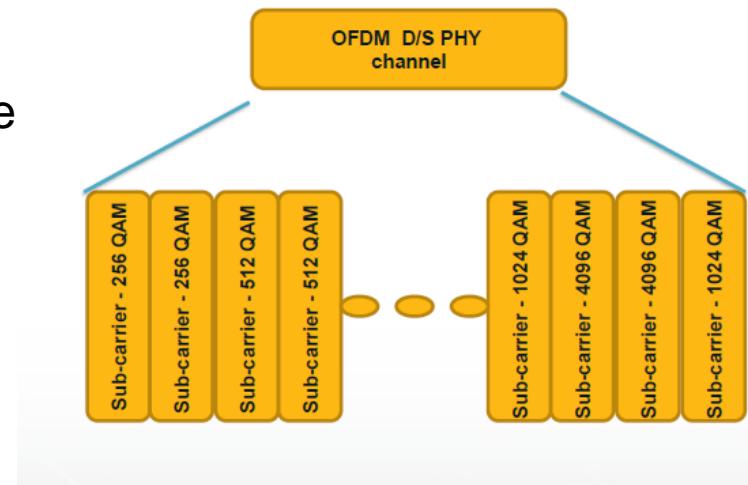 OFDM D/S PHY
channel
e
Sub-carrier - 256 QAM
Sub-carrier - 256 QAM
Sub-carrier - 512 QAM
Sub-carrier - 512 QAM
Sub-carrier - 1024 QAM
Sub-carrier - 4096 QAM
Sub-carrier - 4096 QAM
Sub-carrier - 1024 QAM